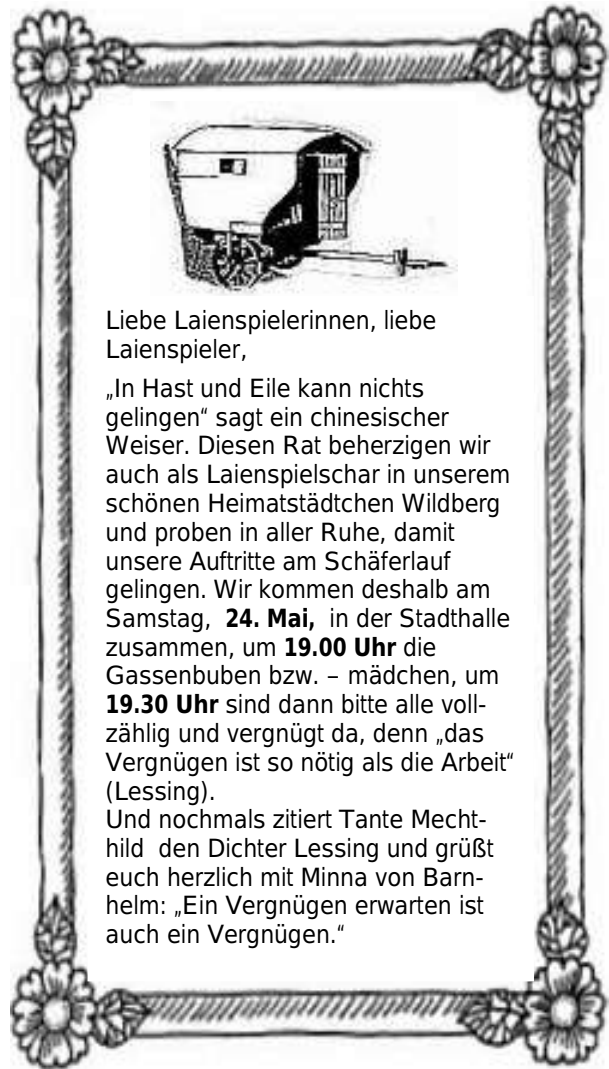 Liebe Laienspielerinnen, liebe
Laienspieler,
„In Hast und Eile kann nichts
gelingen“ sagt ein chinesischer
Weiser. Diesen Rat beherzigen wir
auch als Laienspielschar in unserem
schönen Heimatstädtchen Wildberg
und proben in aller Ruhe, damit
unsere Auftritte am Schäferlauf
gelingen. Wir kommen deshalb am
Samstag, 24. Mai, in der Stadthalle
zusammen, um 19.00 Uhr die
Gassenbuben bzw. – mädchen, um
19.30 Uhr sind dann bitte alle voll-
zählig und vergnügt da, denn „das
Vergnügen ist so nötig als die Arbeit“
(Lessing).
Und nochmals zitiert Tante Mecht-
hild den Dichter Lessing und grüßt
euch herzlich mit Minna von Barn-
helm: „Ein Vergnügen erwarten ist
auch ein Vergnügen.“